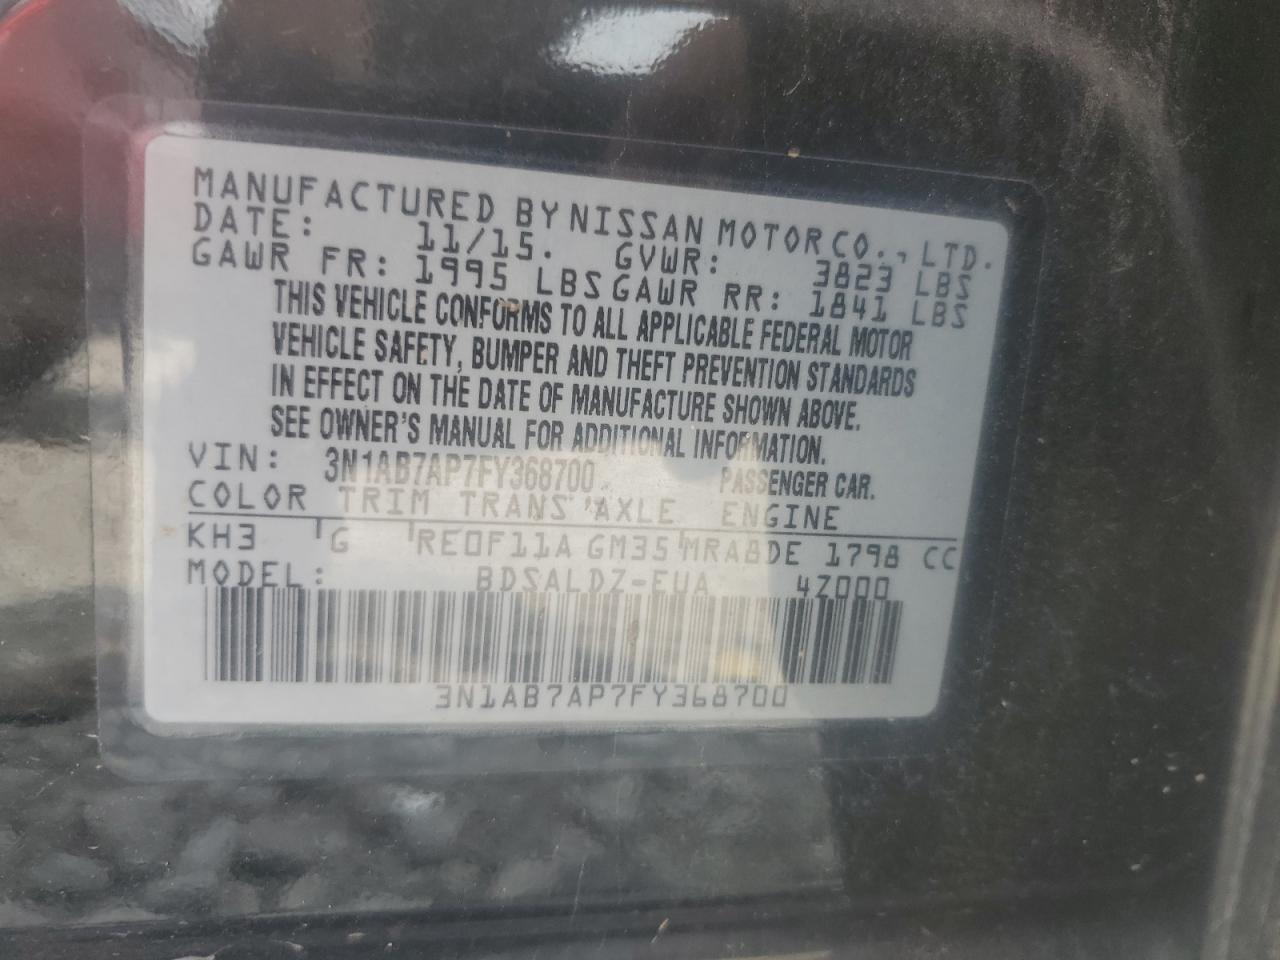 MANUFACTURED BY NISSAN MOTOR CO., LTD.
DATE: 11/15. GVWR: 3823 LBS
GAWR FR: 1995 LBS GAWR RR: 1841 LBS
THIS VEHICLE CONFORMS TO ALL APPLICABLE FEDERAL MOTOR
VEHICLE SAFETY, BUMPER AND THEFT PREVENTION STANDARDS
IN EFFECT ON THE DATE OF MANUFACTURE SHOWN ABOVE.
SEE OWNER'S MANUAL FOR ADDITIONAL INFORMATION.
VIN: 3N1AB7AP7FY368700 PASSENGER CAR.
COLOR TRIM TRANS AXLE ENGINE
KH3 G RE0F11A GM35 MRA8DE 1798 CC
MODEL: BDSALDZ-EUA 4Z000
3N1AB7AP7FY368700